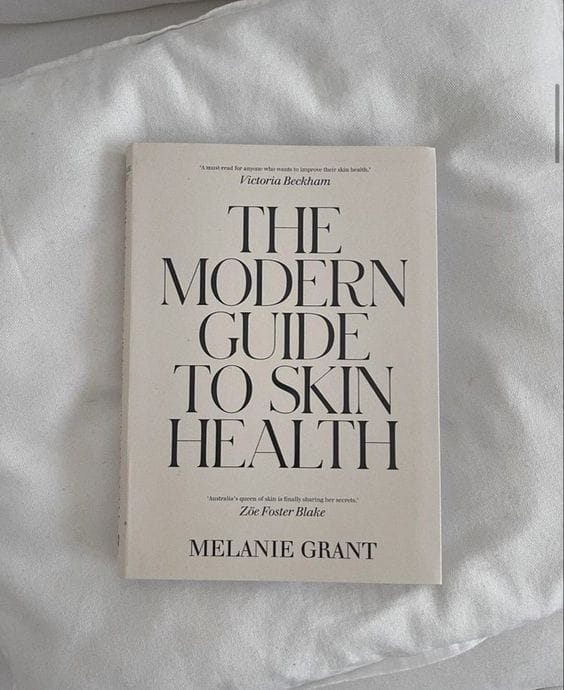 'A must-read for anyone who wants to improve their skin health.'
Victoria Beckham
THE
MODERN
GUIDE
TO SKIN
HEALTH
'Australia's queen of skin is finally sharing her secrets.'
Zöe Foster Blake
MELANIE GRANT